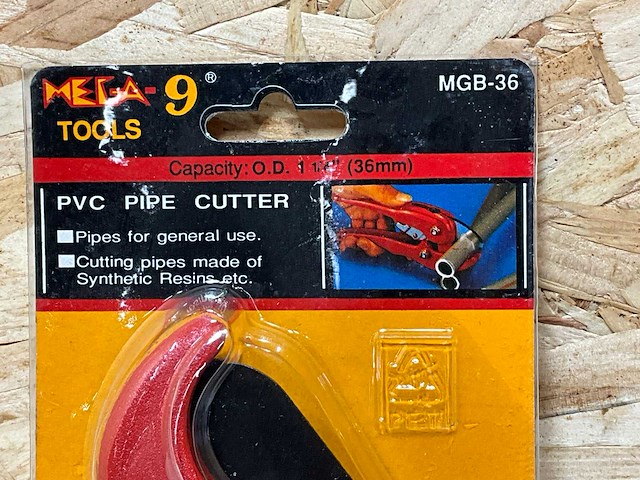 MEGA-9®
TOOLS
MGB-36
Capacity: O.D. 1 (36mm)
PVC PIPE CUTTER
Pipes for general use.
Cutting pipes made of
Synthetic Resins etc.